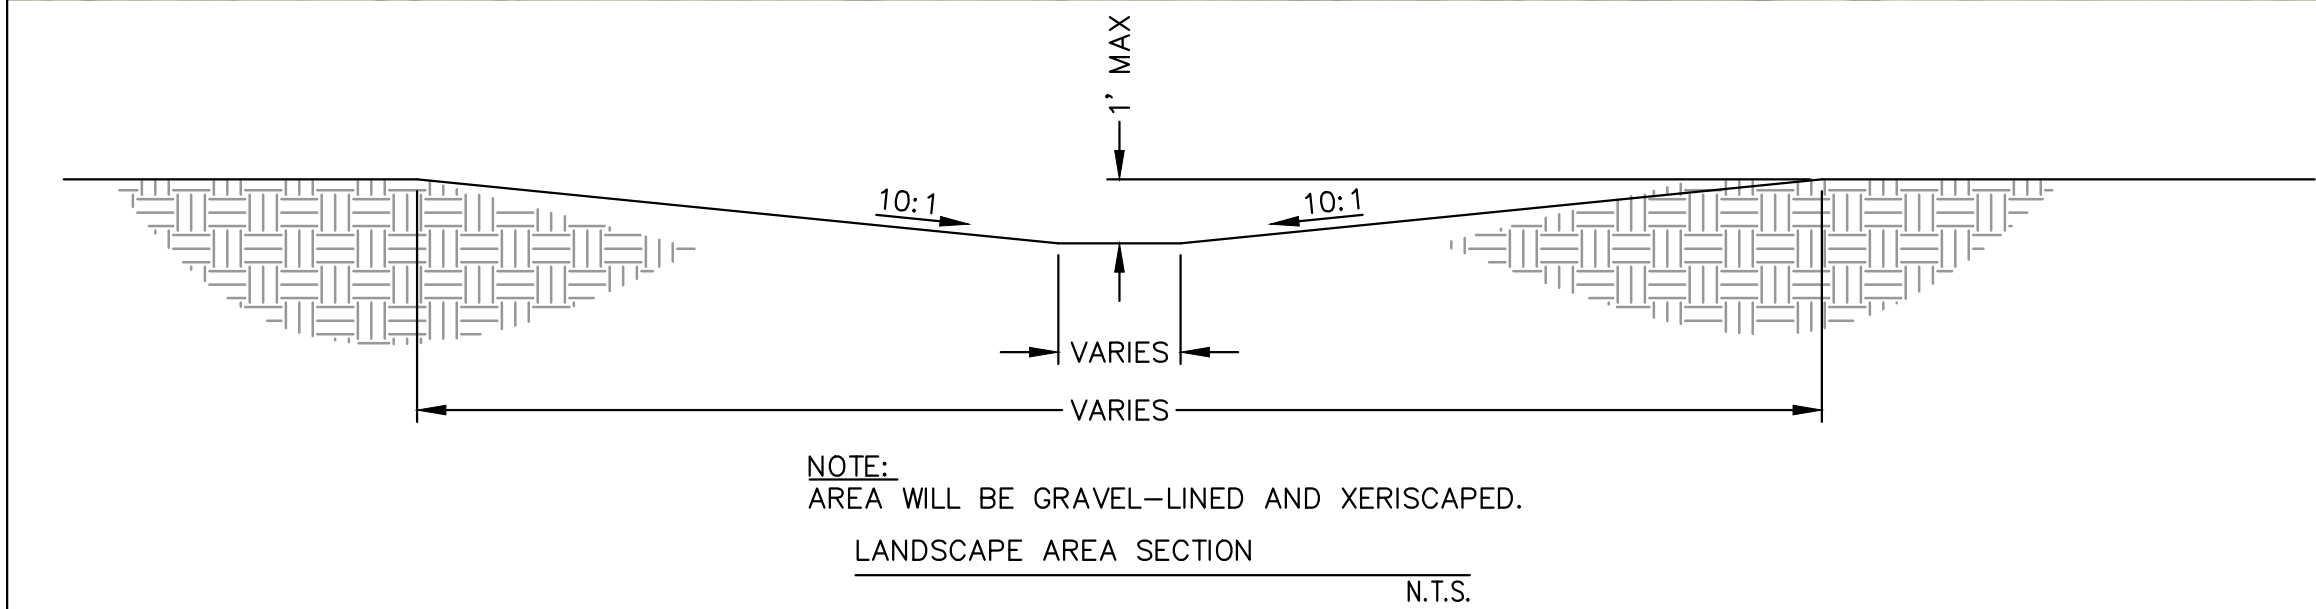 1' MAX
10:1
10:1
VARIES
VARIES
NOTE:
AREA WILL BE GRAVEL-LINED AND XERISCAPED.
LANDSCAPE AREA SECTION
N.T.S.